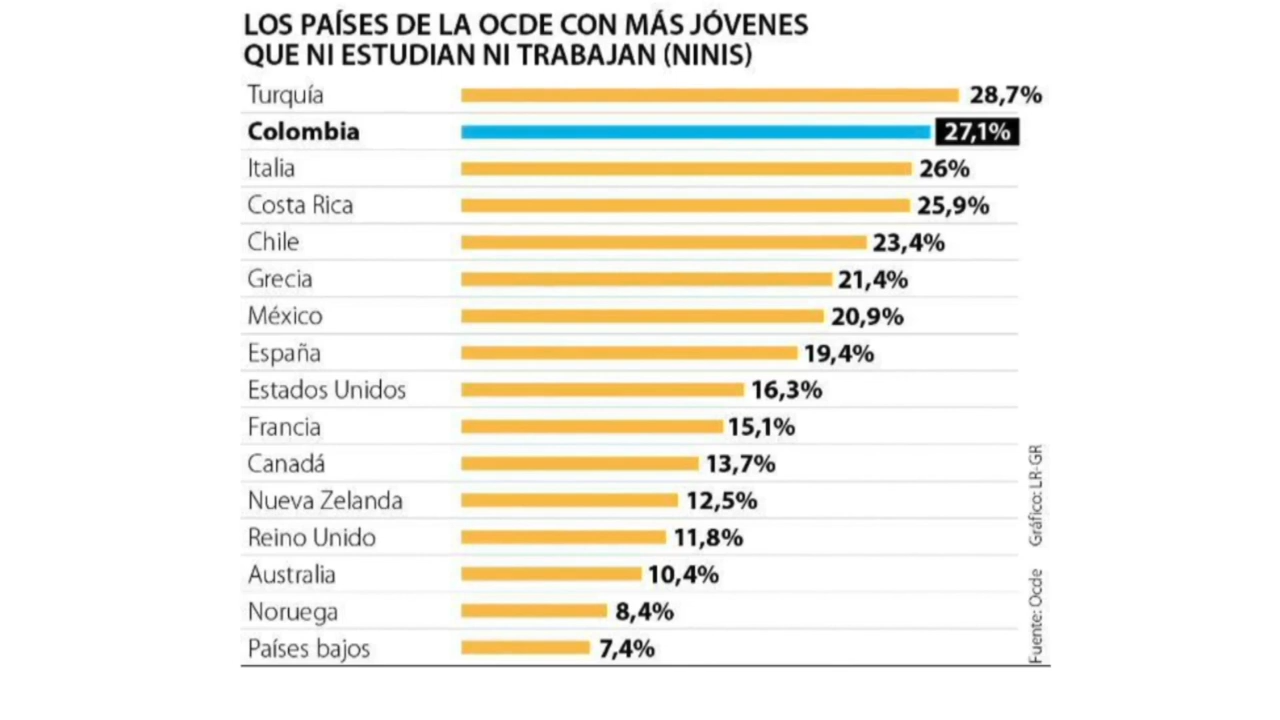 LOS PAÍSES DE LA OCDE CON MÁS JÓVENES
QUE NI ESTUDIAN NI TRABAJAN (NINIS)
Turquía 28,7%
Colombia 27,1%
Italia 26%
Costa Rica 25,9%
Chile 23,4%
Grecia 21,4%
México 20,9%
España 19,4%
Estados Unidos 16,3%
Francia 15,1%
Canadá 13,7%
Nueva Zelanda 12,5%
Reino Unido 11,8%
Australia 10,4%
Noruega 8,4%
Países bajos 7,4%
Fuente: Ocde Gráfico: LR-GR